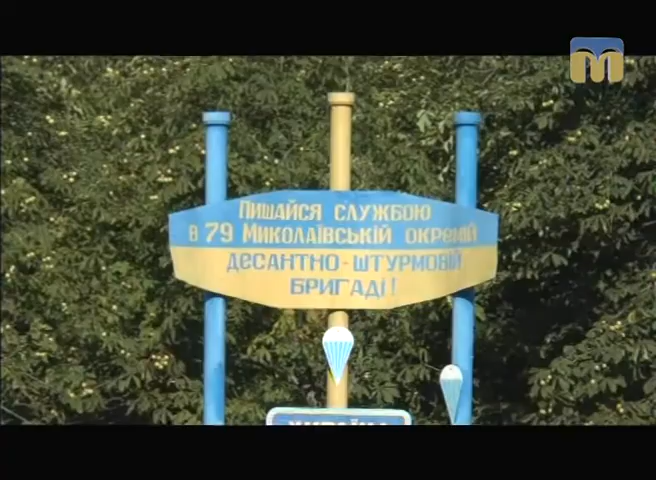 Пишайся службою
в 79 Миколаївській окремій
десантно-штурмовій
бригаді!